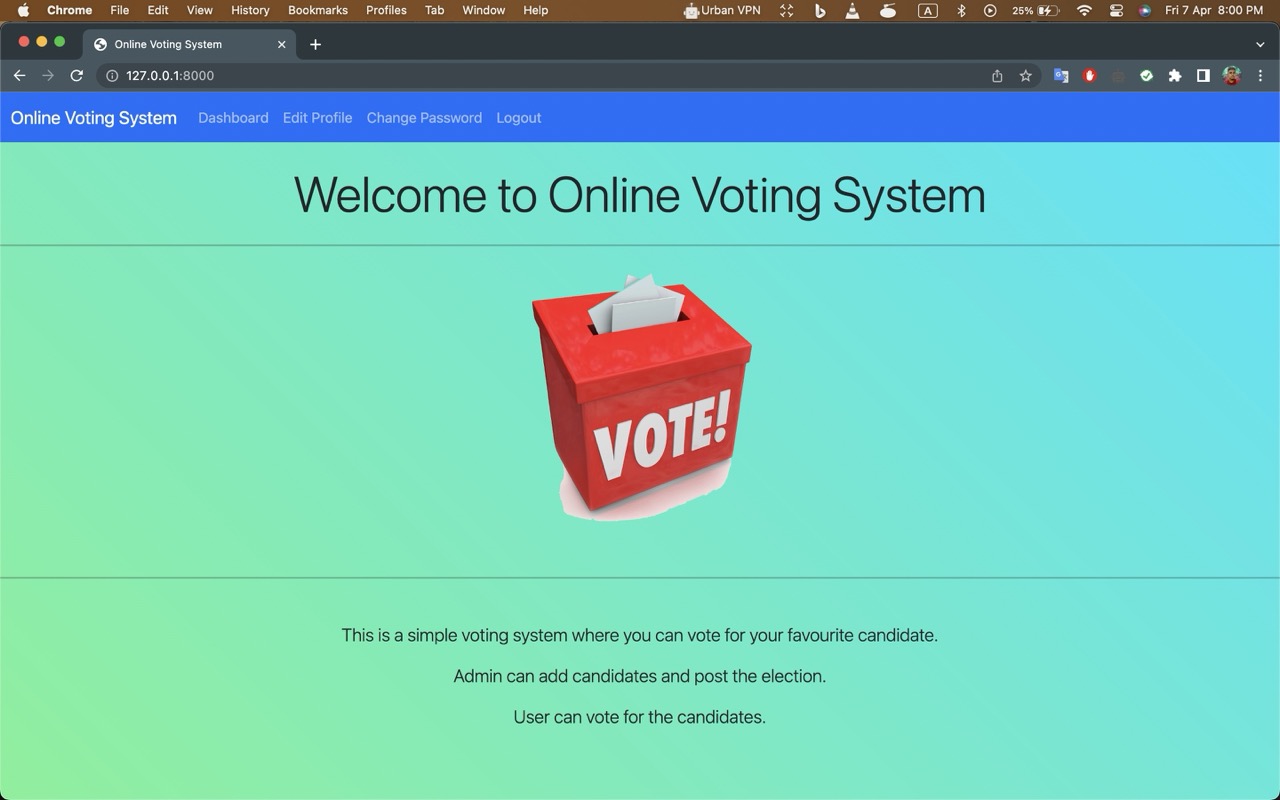 Chrome File Edit View History Bookmarks Profiles Tab Window Help Urban VPN A 25% Fri 7 Apr 8:00 PM
Online Voting System
127.0.0.1:8000
Online Voting System Dashboard Edit Profile Change Password Logout
Welcome to Online Voting System
VOTE!
This is a simple voting system where you can vote for your favourite candidate.
Admin can add candidates and post the election.
User can vote for the candidates.